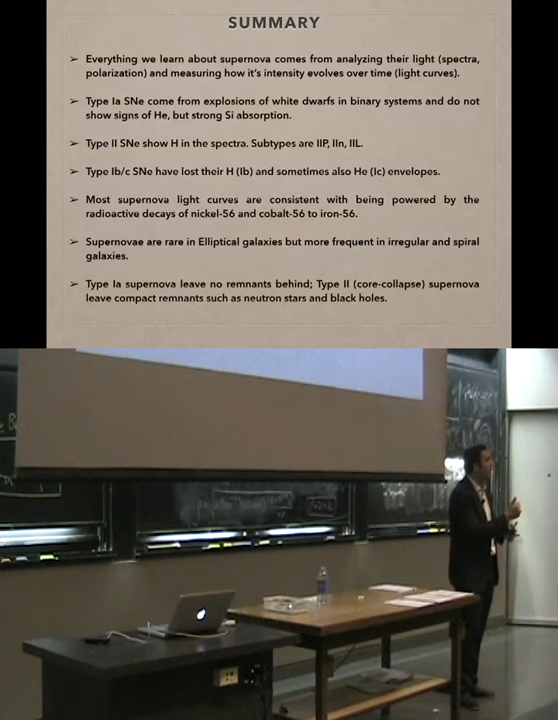 SUMMARY
➢ Everything we learn about supernova comes from analyzing their light (spectra,
polarization) and measuring how it's intensity evolves over time (light curves).
➢ Type Ia SNe come from explosions of white dwarfs in binary systems and do not
show signs of He, but strong Si absorption.
➢ Type II SNe show H in the spectra. Subtypes are IIP, IIn, IIL.
➢ Type Ib/c SNe have lost their H (Ib) and sometimes also He (Ic) envelopes.
➢ Most supernova light curves are consistent with being powered by the
radioactive decays of nickel-56 and cobalt-56 to iron-56.
➢ Supernovae are rare in Elliptical galaxies but more frequent in irregular and spiral
galaxies.
➢ Type Ia supernova leave no remnants behind; Type II (core-collapse) supernova
leave compact remnants such as neutron stars and black holes.